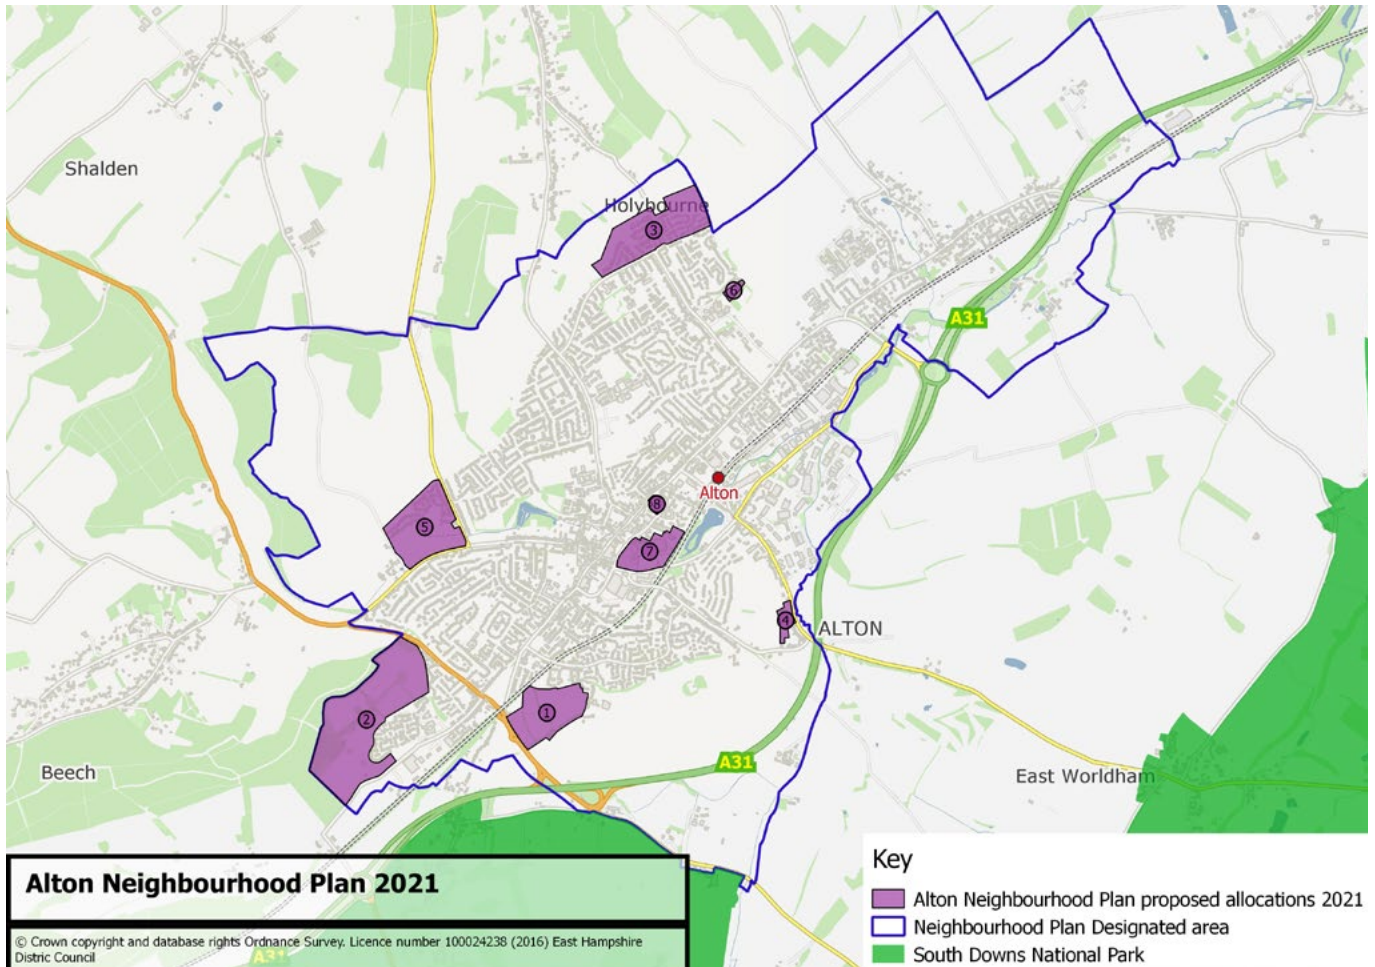 Shalden
Holybourne
3
6
A31
Alton
8
5
7
4
ALTON
2
1
A31
Beech
East Worldham
Key
Alton Neighbourhood Plan proposed allocations 2021
Neighbourhood Plan Designated area
South Downs National Park
Alton Neighbourhood Plan 2021
© Crown copyright and database rights Ordnance Survey. Licence number 100024238 (2016) East Hampshire
Distric Council
A31